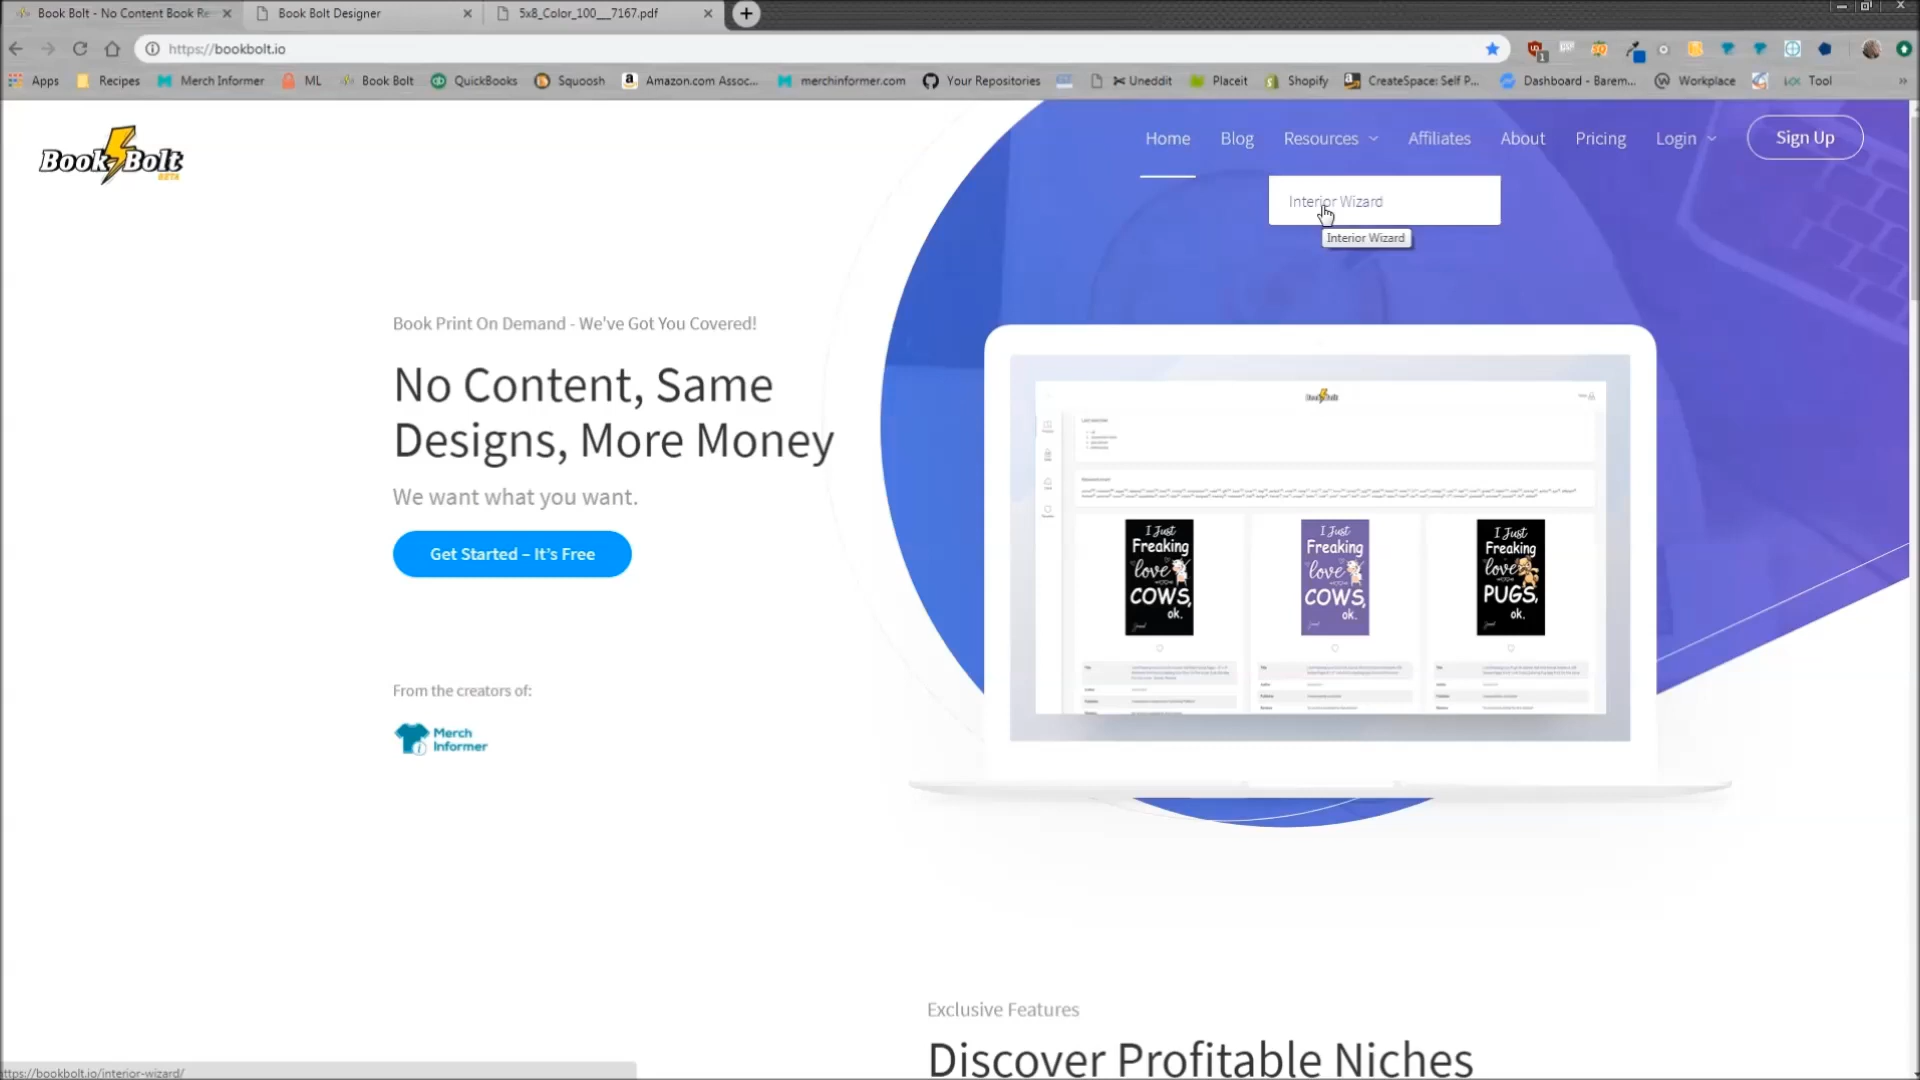 Book Bolt - No Content Book Re
Book Bolt Designer
5x8_Color_100___7167.pdf
https://bookbolt.io
Apps
Recipes
Merch Informer
ML
Book Bolt
QuickBooks
Squoosh
Amazon.com Assoc...
merchinformer.com
Your Repositories
Uneddit
Placeit
Shopify
CreateSpace: Self P...
Dashboard - Barem...
Workplace
Tool
Book Bolt
BETA
Home
Blog
Resources
Affiliates
About
Pricing
Login
Sign Up
Interior Wizard
Interior Wizard
Book Print On Demand - We've Got You Covered!
No Content, Same
Designs, More Money
We want what you want.
Get Started – It's Free
From the creators of:
Merch
Informer
I Just
Freaking
love
COWS,
ok.
I Just
Freaking
love
COWS,
ok.
I Just
Freaking
love
PUGS,
ok.
Exclusive Features
Discover Profitable Niches
https://bookbolt.io/interior-wizard/